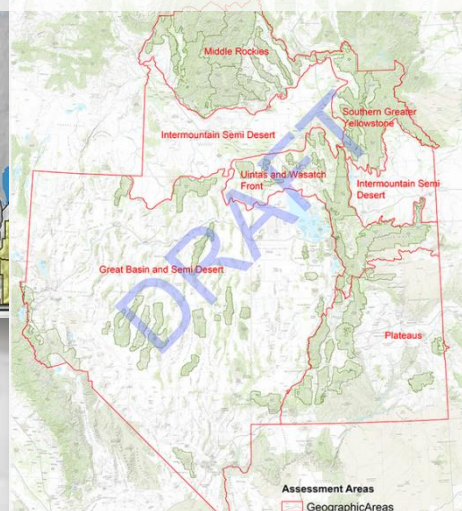 Middle Rockies
Southern Greater
Yellowstone
Intermountain Semi Desert
Uintas and Wasatch
Front
Intermountain Semi
Desert
Great Basin and Semi Desert
DRAFT
Plateaus
Assessment Areas
GeographicAreas